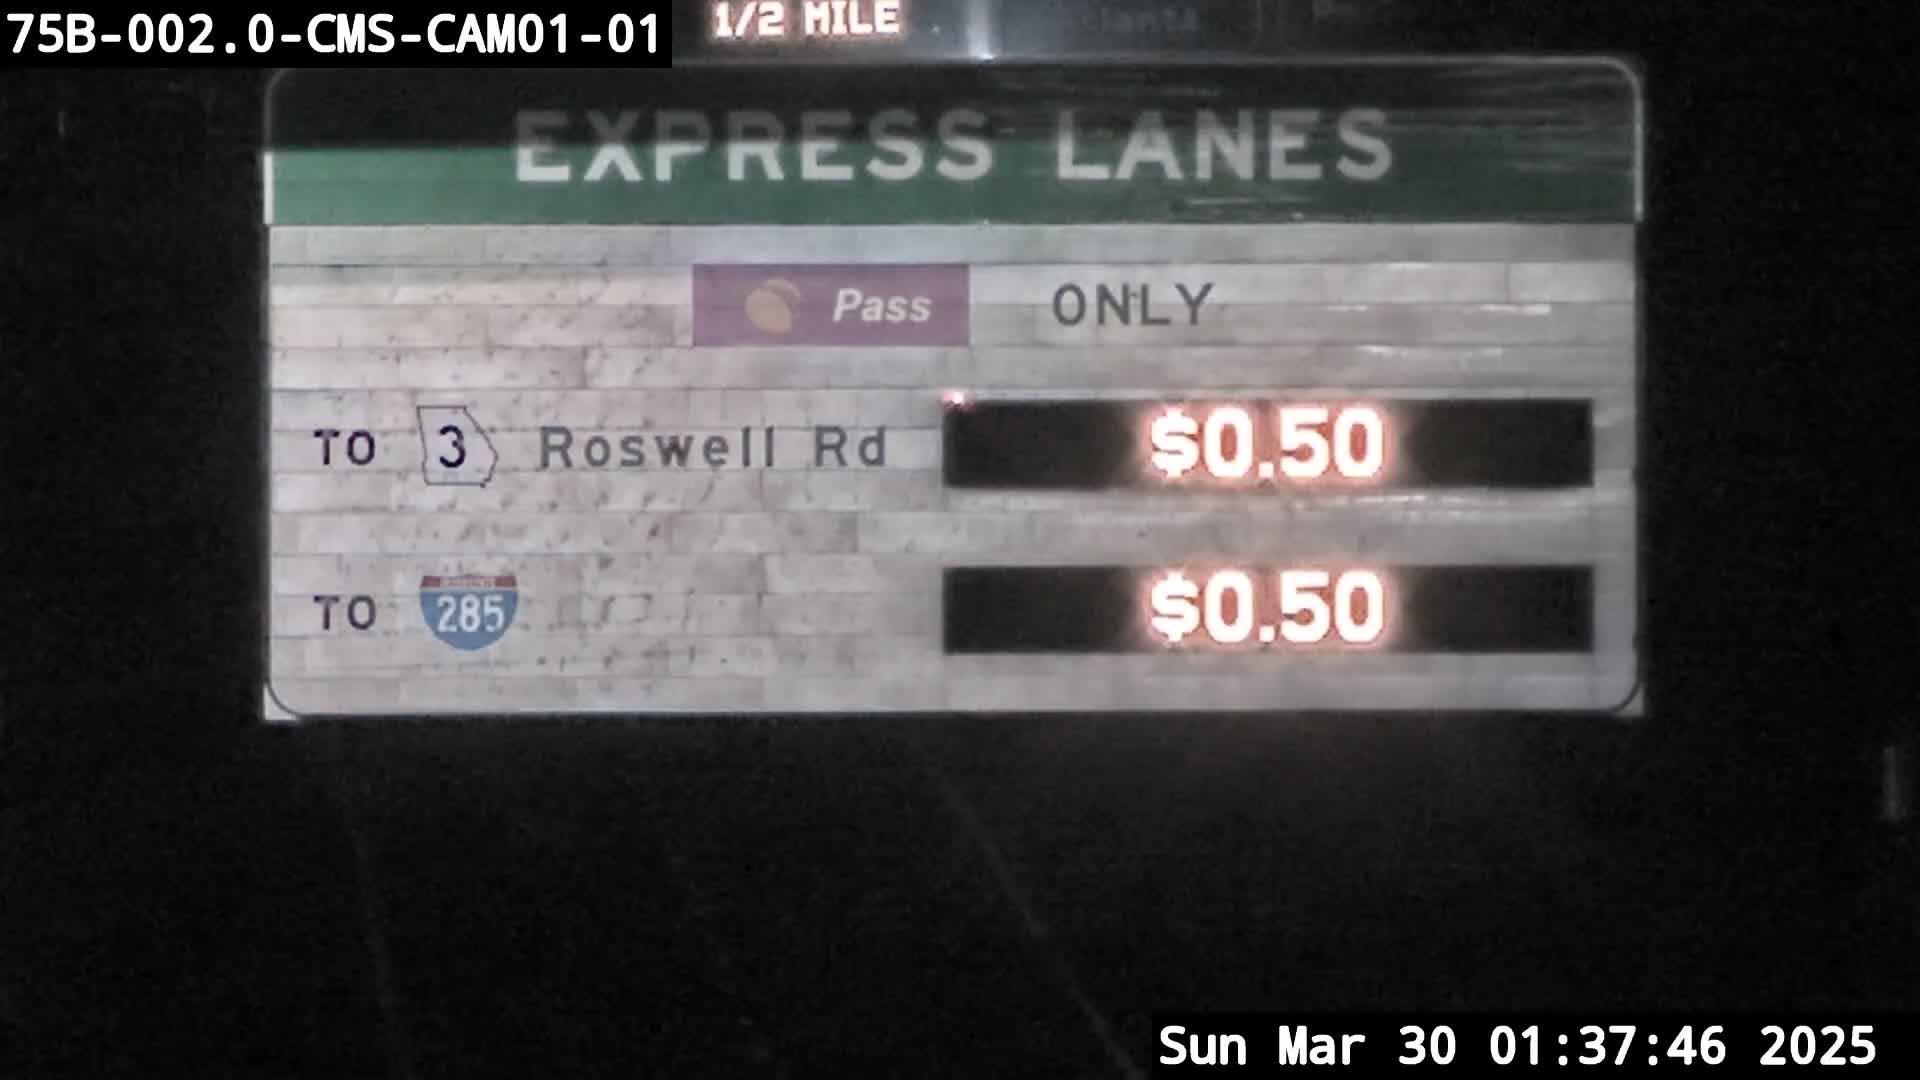 75B-002.0-CMS-CAM01-01
1/2 MILE
EXPRESS LANES
Pass ONLY
TO 3 Roswell Rd $0.50
TO 285 $0.50
Sun Mar 30 01:37:46 2025